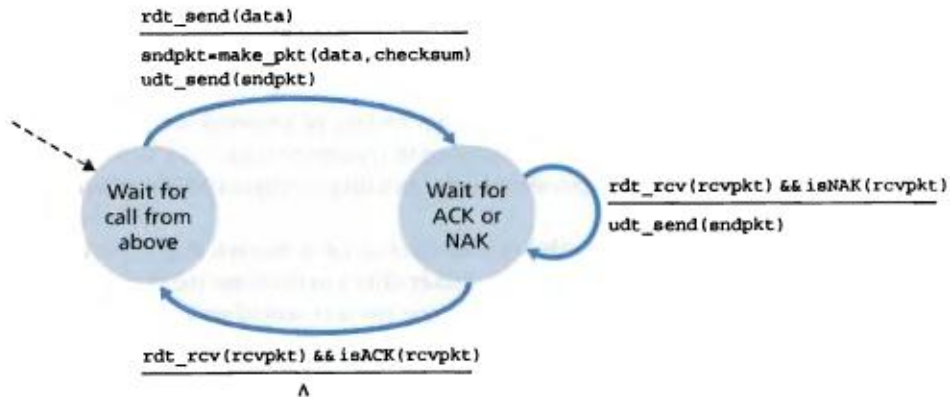 rdt_send(data)
sndpkt=make_pkt(data,checksum)
udt_send(sndpkt)
Wait for
call from
above
Wait for
ACK or
NAK
rdt_rcv(rcvpkt) && isNAK(rcvpkt)
udt_send(sndpkt)
rdt_rcv(rcvpkt) && isACK(rcvpkt)
Λ